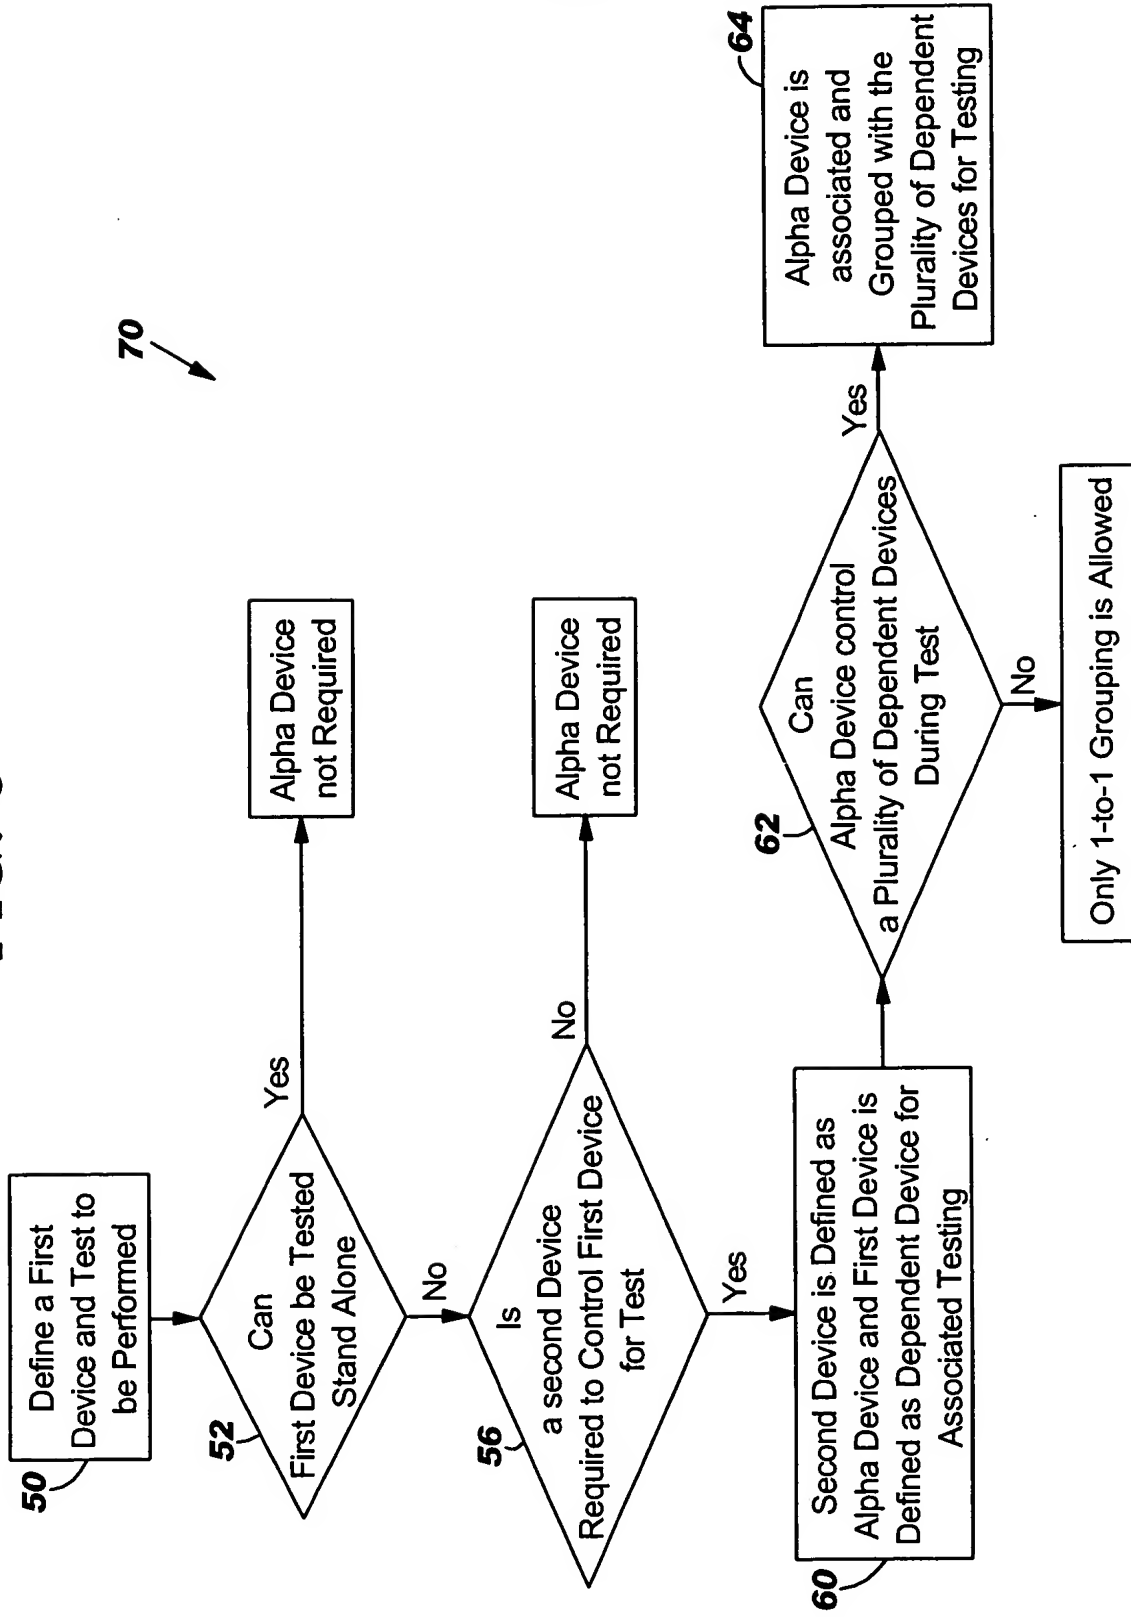 70
50
Define a First
Device and Test to
be Performed
52
Can
First Device be Tested
Stand Alone
Yes
Alpha Device
not Required
No
56
Is
a second Device
Required to Control First Device
for Test
No
Alpha Device
not Required
Yes
60
Second Device is Defined as
Alpha Device and First Device is
Defined as Dependent Device for
Associated Testing
62
Can
Alpha Device control
a Plurality of Dependent Devices
During Test
Yes
64
Alpha Device is
associated and
Grouped with the
Plurality of Dependent
Devices for Testing
No
Only 1-to-1 Grouping is Allowed